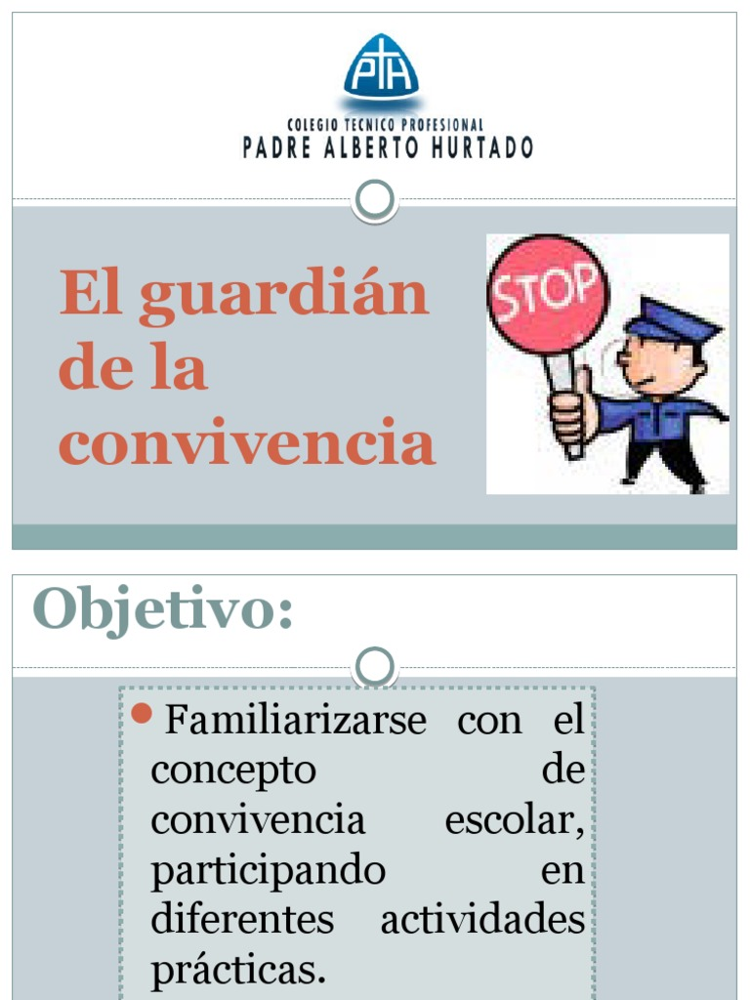 PTH
COLEGIO TECNICO PROFESIONAL
PADRE ALBERTO HURTADO
El guardián
de la
convivencia
STOP
Objetivo:
Familiarizarse con el
concepto de
convivencia escolar,
participando en
diferentes actividades
prácticas.